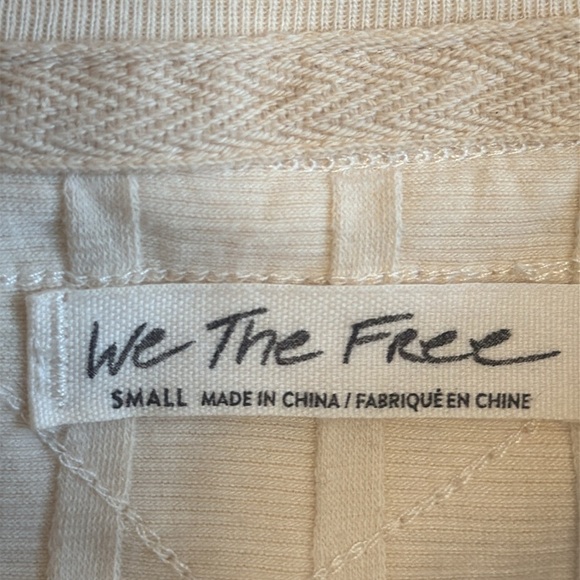 We The Free
SMALL MADE IN CHINA / FABRIQUÉ EN CHINE